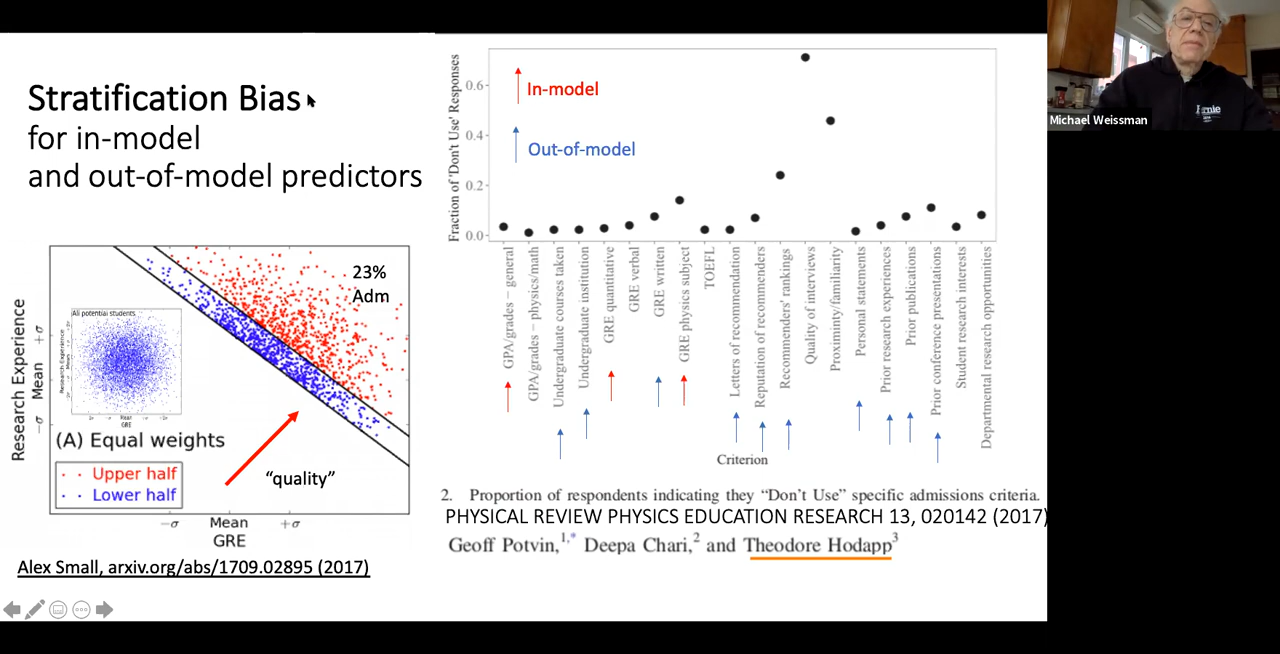 Stratification Bias
for in-model
and out-of-model predictors
Research Experience
−σ Mean +σ
All potential students
Research Experience
Mean
Mean
GRE
23%
Adm
(A) Equal weights
Upper half
Lower half
"quality"
−σ Mean +σ
GRE
Alex Small, arxiv.org/abs/1709.02895 (2017)
Fraction of 'Don't Use' Responses
0.6
0.4
0.2
0.0
In-model
Out-of-model
GPA/grades − general
GPA/grades − physics/math
Undergraduate courses taken
Undergraduate institution
GRE quantitative
GRE verbal
GRE written
GRE physics subject
TOEFL
Letters of recommendation
Reputation of recommenders
Recommenders' rankings
Quality of interviews
Proximinty/familiarity
Personal statements
Prior research experiences
Prior publications
Prior conference presentations
Student research interests
Departmental research opportunities
Criterion
2. Proportion of respondents indicating they "Don't Use" specific admissions criteria.
PHYSICAL REVIEW PHYSICS EDUCATION RESEARCH 13, 020142 (2017)
Geoff Potvin,1,* Deepa Chari,2 and Theodore Hodapp3
Michael Weissman